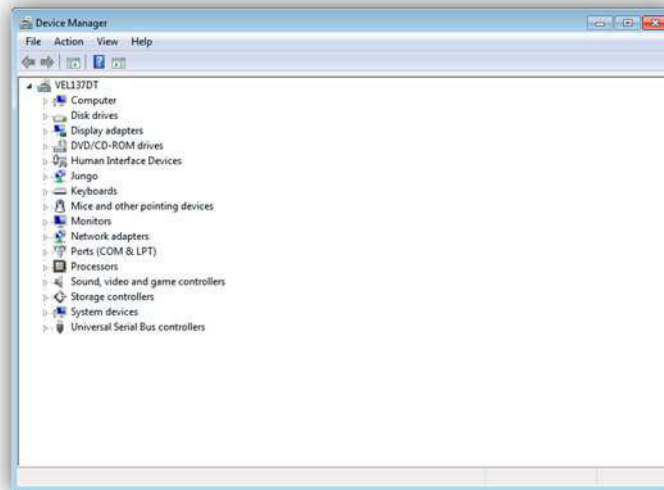 Device Manager
File Action View Help
VEL137DT
Computer
Disk drives
Display adapters
DVD/CD-ROM drives
Human Interface Devices
Jungo
Keyboards
Mice and other pointing devices
Monitors
Network adapters
Ports (COM & LPT)
Processors
Sound, video and game controllers
Storage controllers
System devices
Universal Serial Bus controllers